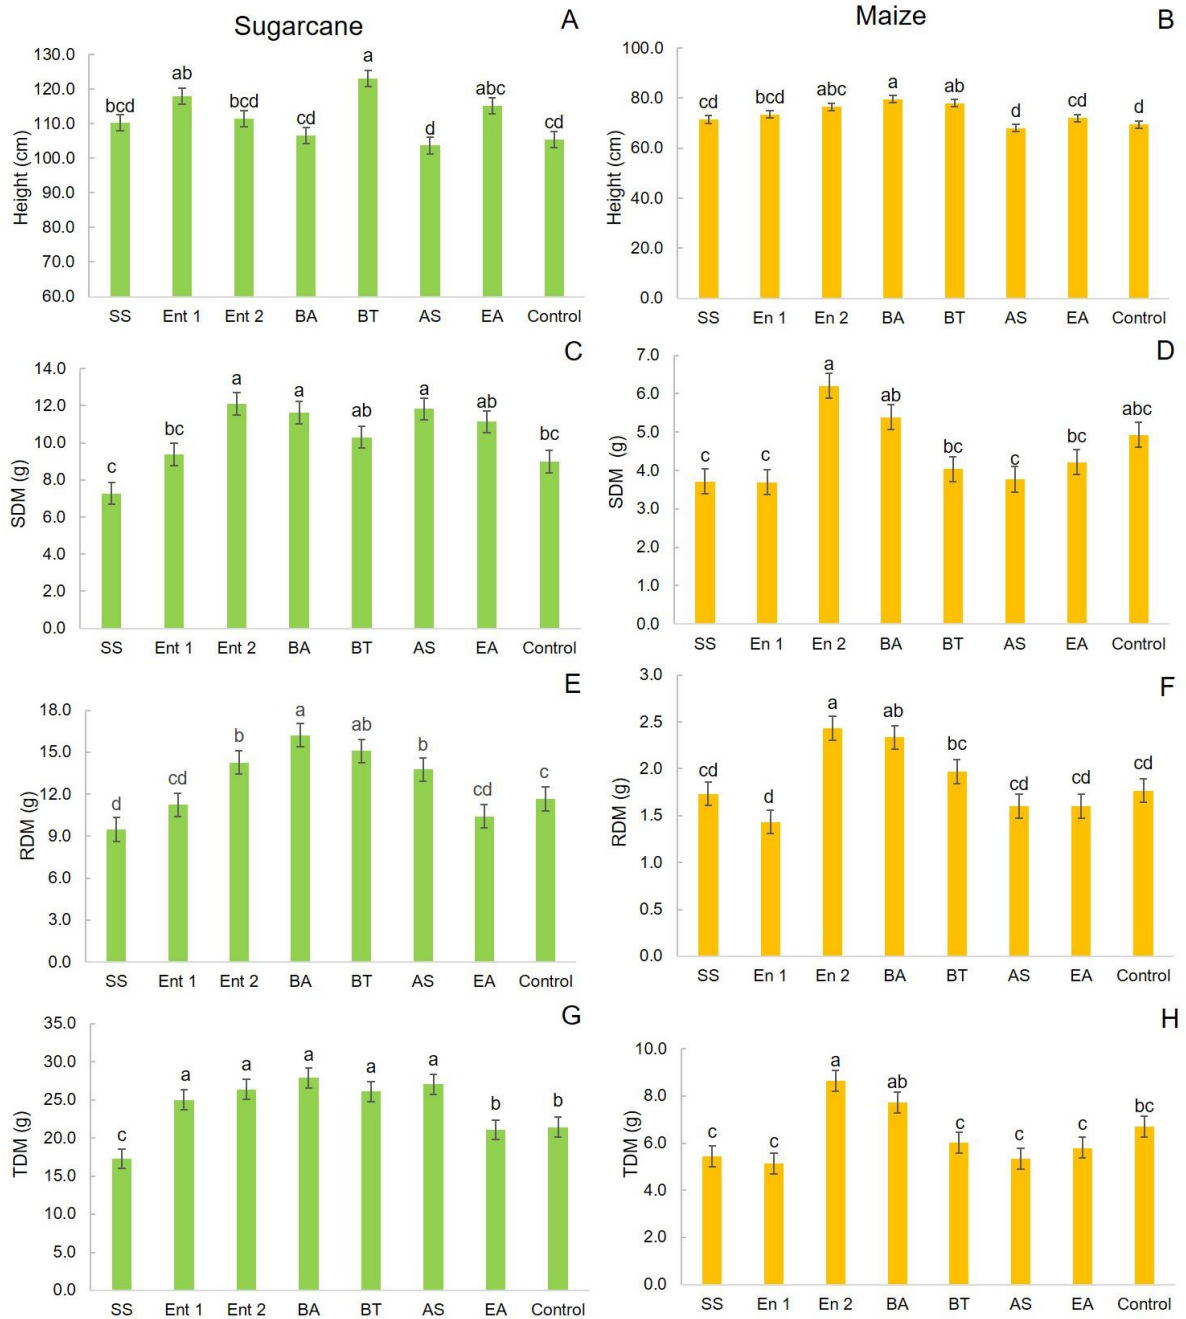 Sugarcane
A
130.0
120.0
110.0
100.0
90.0
80.0
70.0
60.0
Height (cm)
bcd ab bcd cd a d abc cd
SS Ent 1 Ent 2 BA BT AS EA Control
Maize
B
100.0
80.0
60.0
40.0
20.0
0.0
Height (cm)
cd bcd abc a ab d cd d
SS En 1 En 2 BA BT AS EA Control
C
14.0
12.0
10.0
8.0
6.0
4.0
2.0
0.0
SDM (g)
c bc a a ab a ab bc
SS Ent 1 Ent 2 BA BT AS EA Control
D
7.0
6.0
5.0
4.0
3.0
2.0
1.0
0.0
SDM (g)
c c a ab bc c bc abc
SS En 1 En 2 BA BT AS EA Control
E
18.0
15.0
12.0
9.0
6.0
3.0
0.0
RDM (g)
d cd b a ab b cd c
SS Ent 1 Ent 2 BA BT AS EA Control
F
3.0
2.5
2.0
1.5
1.0
0.5
0.0
RDM (g)
cd d a ab bc cd cd cd
SS En 1 En 2 BA BT AS EA Control
G
35.0
30.0
25.0
20.0
15.0
10.0
5.0
0.0
TDM (g)
c a a a a a b b
SS Ent 1 Ent 2 BA BT AS EA Control
H
10.0
8.0
6.0
4.0
2.0
0.0
TDM (g)
c c a ab c c c bc
SS En 1 En 2 BA BT AS EA Control